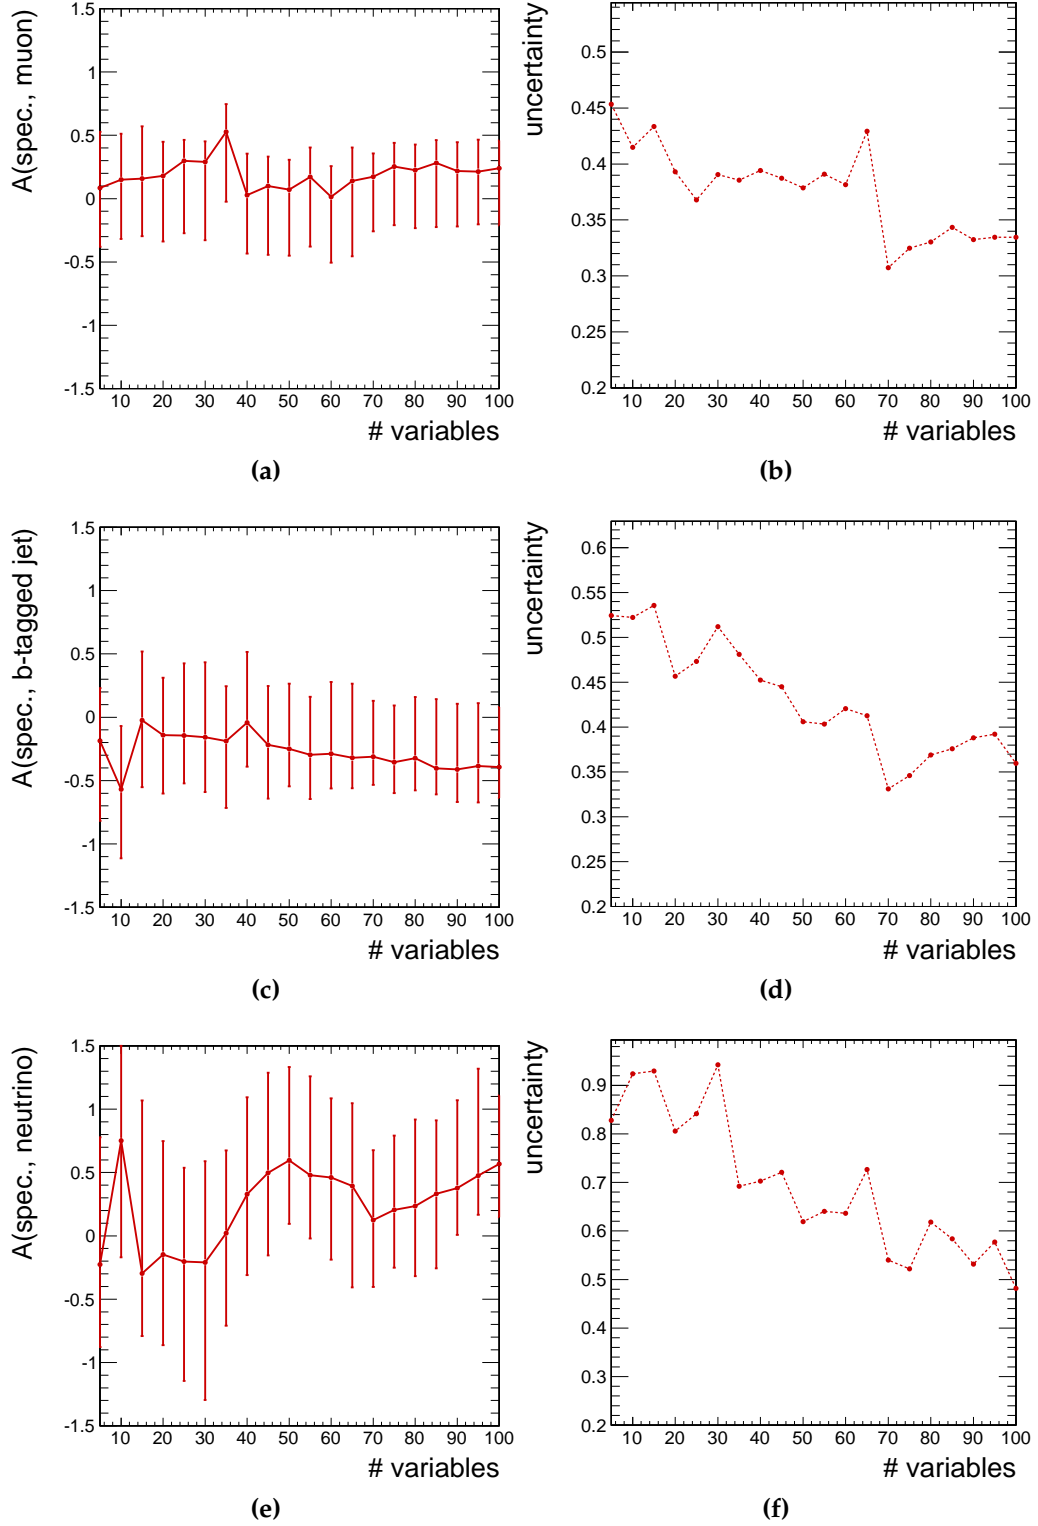 A(spec., muon)
1.5
1
0.5
0
-0.5
-1
-1.5
10 20 30 40 50 60 70 80 90 100
# variables
(a)
uncertainty
0.5
0.45
0.4
0.35
0.3
0.25
0.2
10 20 30 40 50 60 70 80 90 100
# variables
(b)
A(spec., b-tagged jet)
1.5
1
0.5
0
-0.5
-1
-1.5
10 20 30 40 50 60 70 80 90 100
# variables
(c)
uncertainty
0.6
0.55
0.5
0.45
0.4
0.35
0.3
0.25
0.2
10 20 30 40 50 60 70 80 90 100
# variables
(d)
A(spec., neutrino)
1.5
1
0.5
0
-0.5
-1
-1.5
10 20 30 40 50 60 70 80 90 100
# variables
(e)
uncertainty
0.9
0.8
0.7
0.6
0.5
0.4
0.3
0.2
10 20 30 40 50 60 70 80 90 100
# variables
(f)